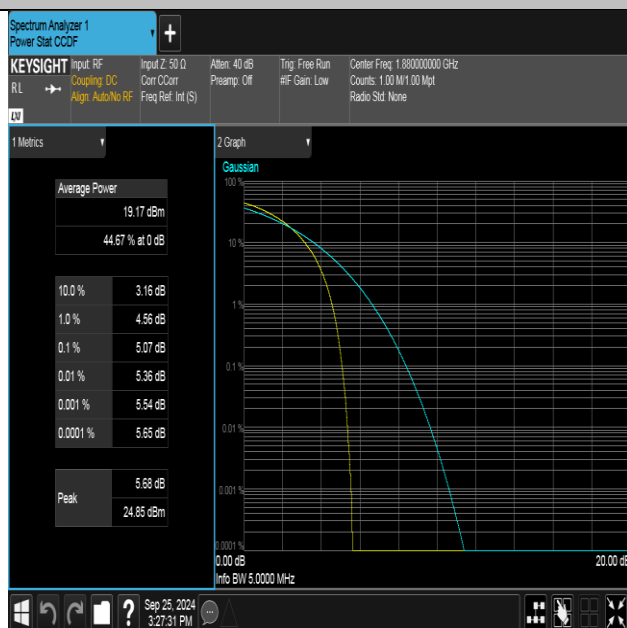 Spectrum Analyzer 1
Power Stat CCDF
+
KEYSIGHT
RL
LXI
Input: RF
Coupling: DC
Align: Auto/No RF
Input Z: 50 Ω
Corr CCorr
Freq Ref: Int (S)
Atten: 40 dB
Preamp: Off
Trig: Free Run
#IF Gain: Low
Center Freq: 1.880000000 GHz
Counts: 1.00 M/1.00 Mpt
Radio Std: None
1 Metrics
Average Power
19.17 dBm
44.67 % at 0 dB
10.0 % 3.16 dB
1.0 % 4.56 dB
0.1 % 5.07 dB
0.01 % 5.36 dB
0.001 % 5.54 dB
0.0001 % 5.65 dB
Peak
5.68 dB
24.85 dBm
2 Graph
Gaussian
100 %
10 %
1 %
0.1 %
0.01 %
0.001 %
0.0001 %
0.00 dB 20.00 dB
Info BW 5.0000 MHz
?
Sep 25, 2024
3:27:31 PM